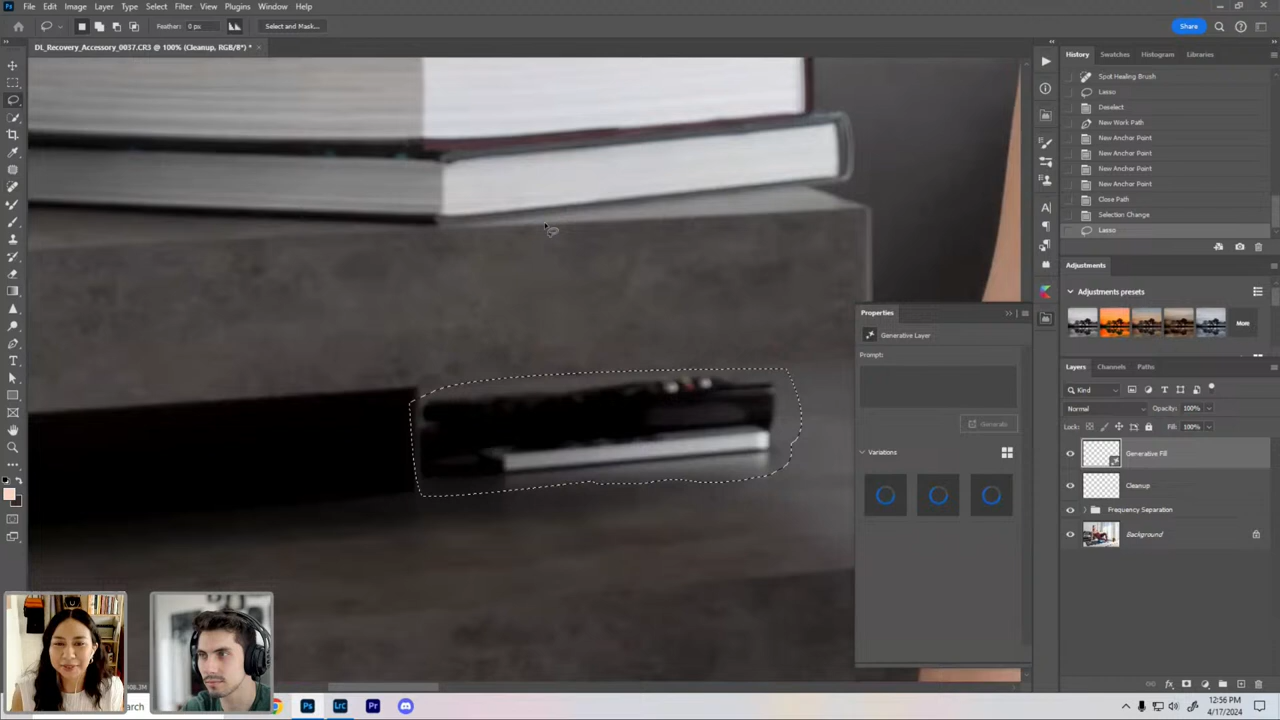 File Edit Image Layer Type Select Filter View Plugins Window Help
Feather: 0 px Select and Mask... Share
DL_Recovery_Accessory_0037.CR3 @ 100% (Cleanup, RGB/8*) *
History Swatches Histogram Libraries
Spot Healing Brush
Lasso
Deselect
New Work Path
New Anchor Point
New Anchor Point
New Anchor Point
New Anchor Point
Close Path
Selection Change
Lasso
Adjustments
Adjustments presets
More
Properties
Generative Layer
Prompt:
Generate
Variations
Layers Channels Paths
Kind
Normal Opacity: 100%
Lock: Fill: 100%
Generative Fill
Cleanup
Frequency Separation
Background
12:56 PM
4/17/2024